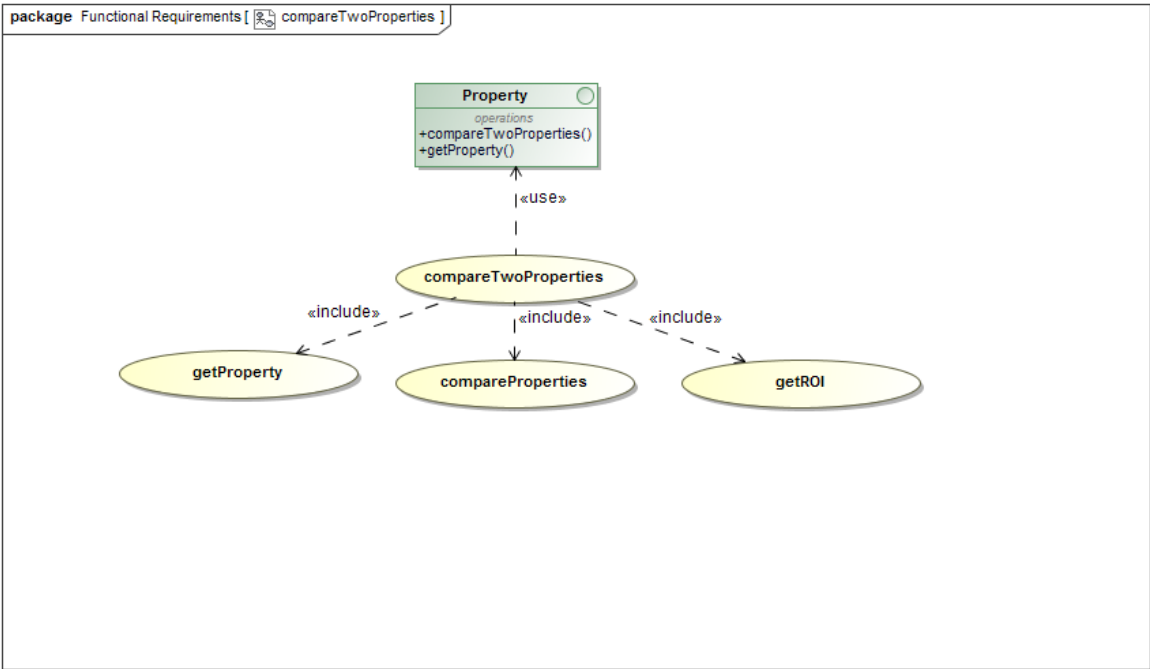 package Functional Requirements [ compareTwoProperties ]
Property
operations
+compareTwoProperties()
+getProperty()
«use»
compareTwoProperties
«include»
«include»
«include»
getProperty
compareProperties
getROI